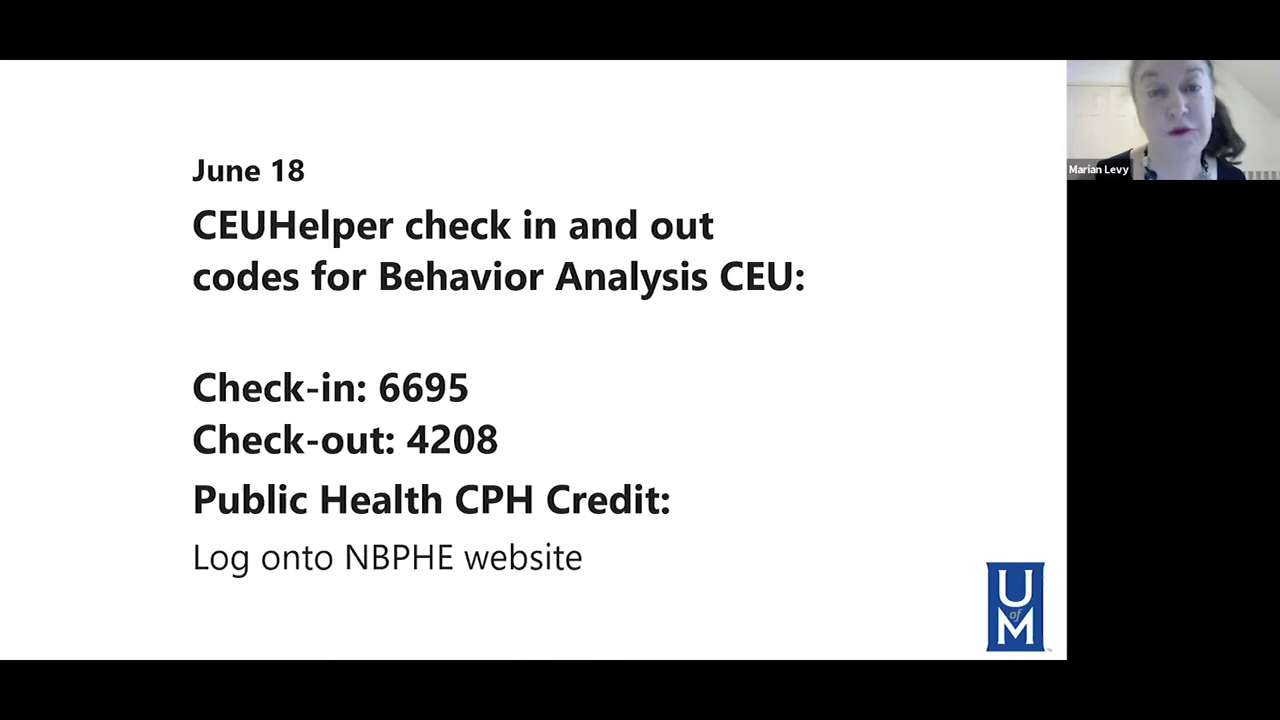 June 18
CEUHelper check in and out
codes for Behavior Analysis CEU:
Check-in: 6695
Check-out: 4208
Public Health CPH Credit:
Log onto NBPHE website
Marian Levy
U
of
M